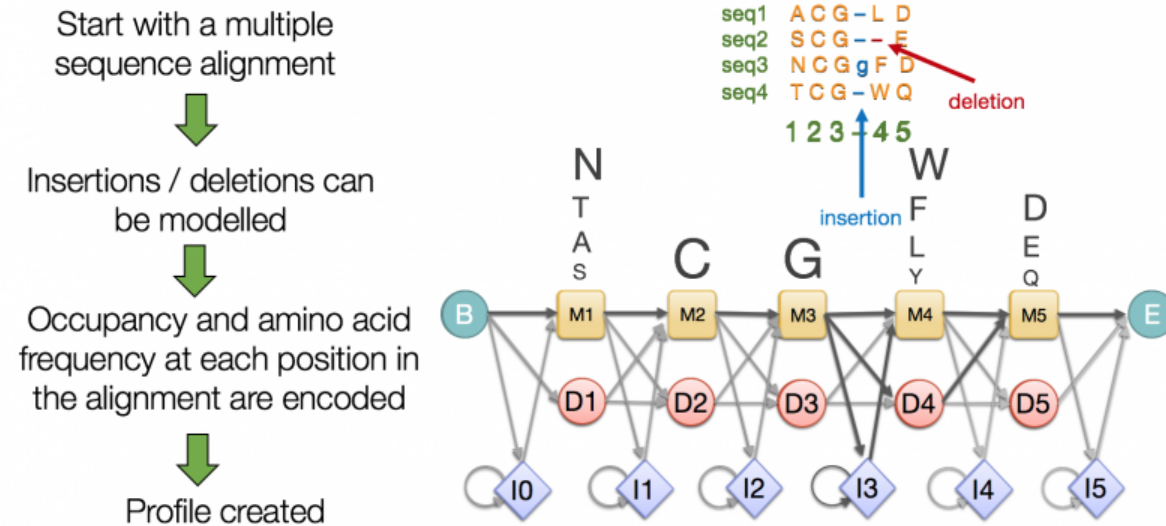 Start with a multiple
sequence alignment
Insertions / deletions can
be modelled
Occupancy and amino acid
frequency at each position in
the alignment are encoded
Profile created
seq1 A C G – L D
seq2 S C G – – E
seq3 N C G g F D
seq4 T C G – W Q
1 2 3 – 4 5
deletion
insertion
N
T
A
S
C
G
W
F
L
Y
D
E
Q
B M1 M2 M3 M4 M5 E
D1 D2 D3 D4 D5
I0 I1 I2 I3 I4 I5